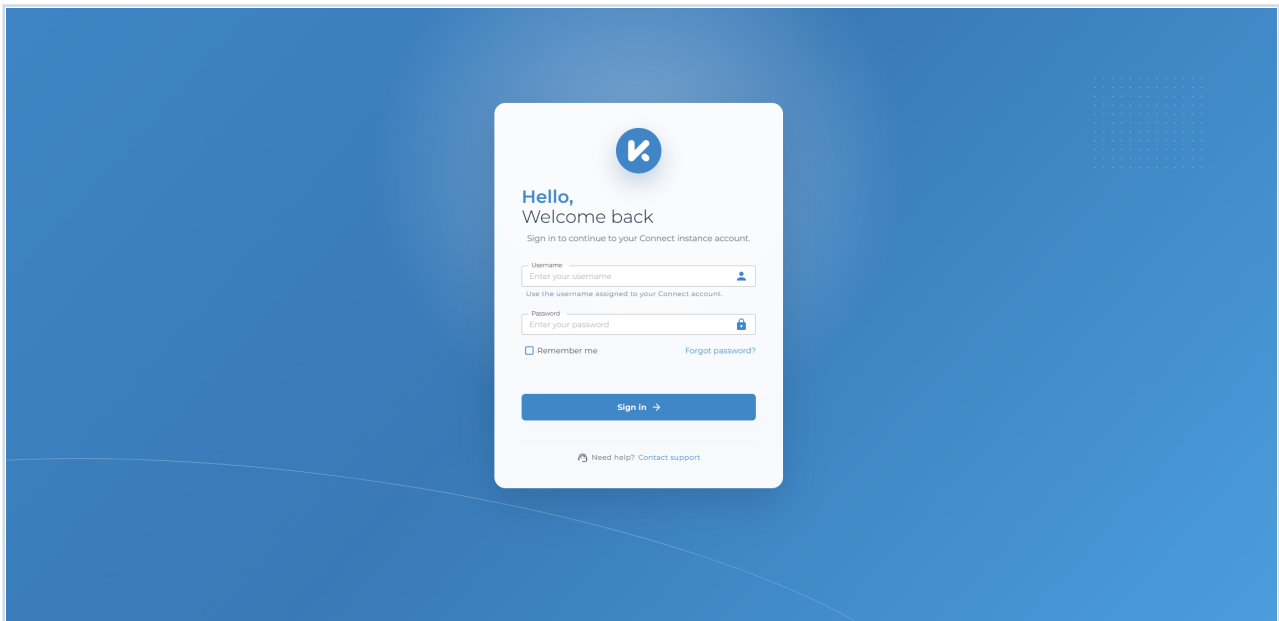 Hello,
Welcome back
Sign in to continue to your Connect instance account.
Username
Enter your username
Use the username assigned to your Connect account.
Password
Enter your password
Remember me
Forgot password?
Sign in
Need help? Contact support